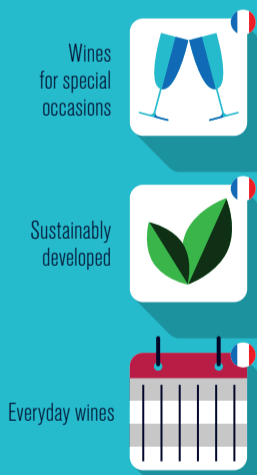 Wines
for special
occasions
Sustainably
developed
Everyday wines